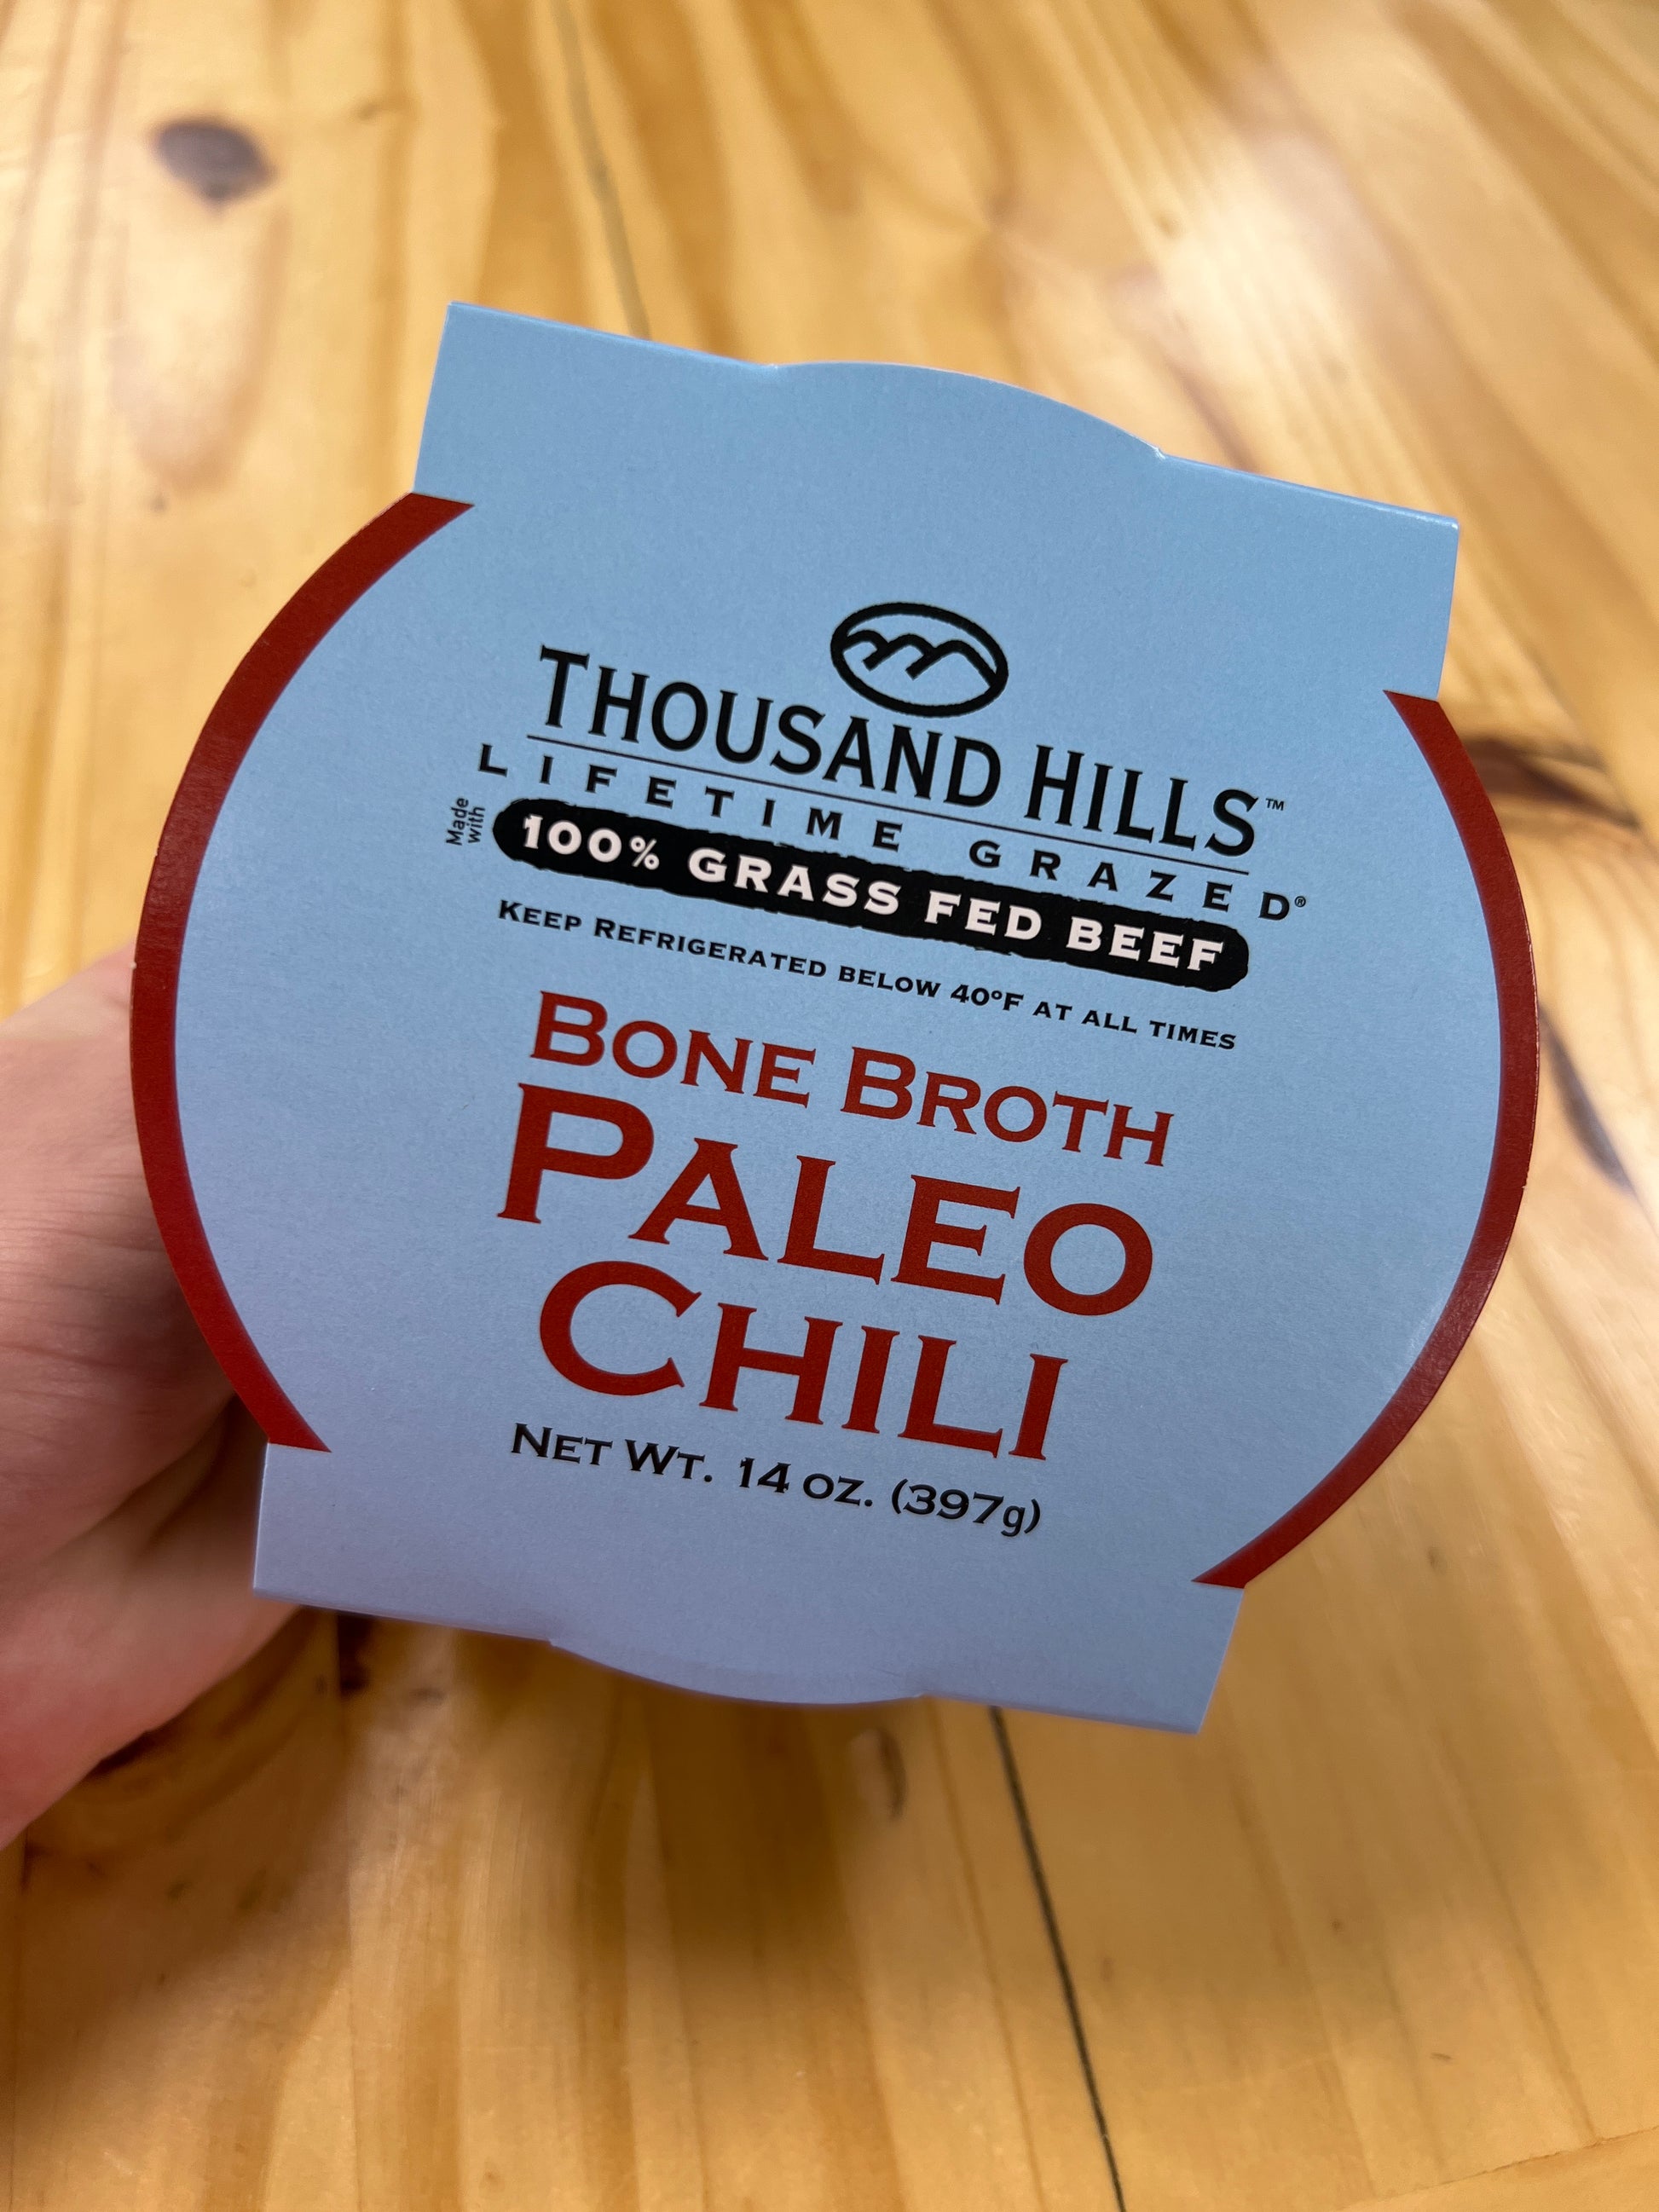 THOUSAND HILLS™
LIFETIME GRAZED®
Made
with
100% GRASS FED BEEF
KEEP REFRIGERATED BELOW 40ºF AT ALL TIMES
BONE BROTH
PALEO
CHILI
NET WT. 14 OZ. (397g)